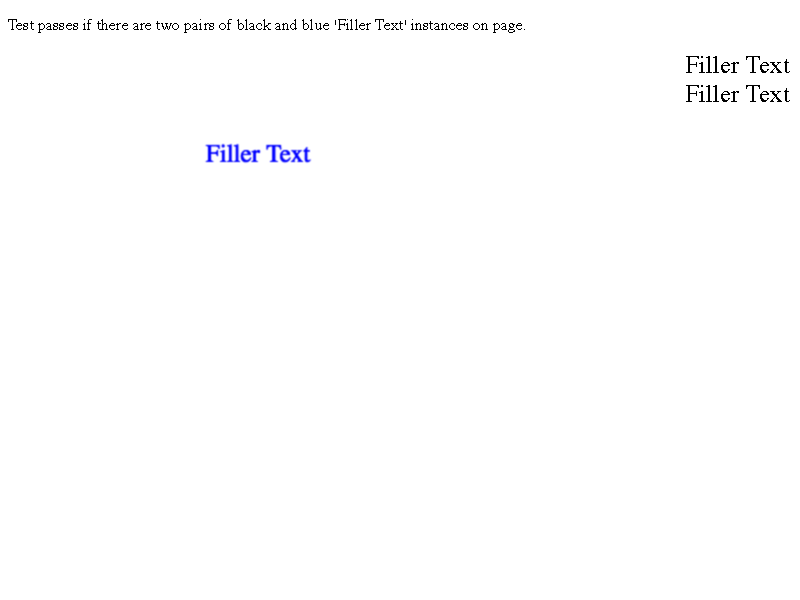 Test passes if there are two pairs of black and blue 'Filler Text' instances on page.
Filler Text
Filler Text
Filler Text